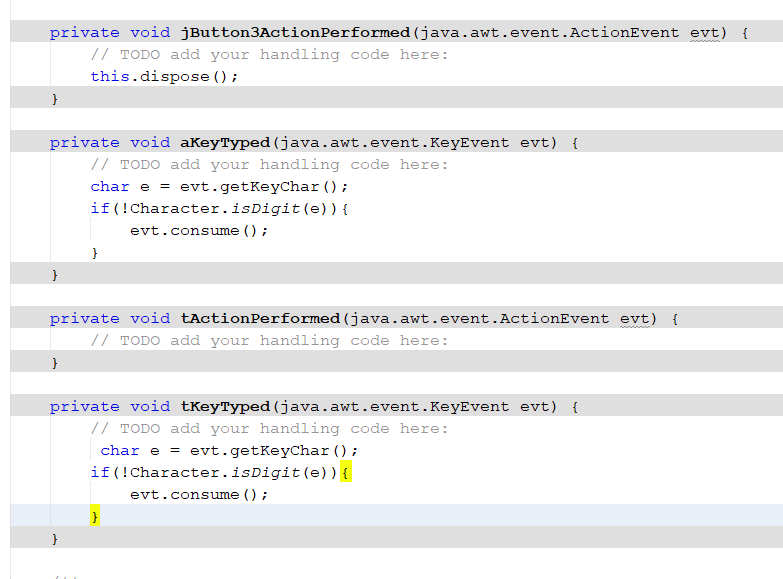 private void jButton3ActionPerformed(java.awt.event.ActionEvent evt) {
// TODO add your handling code here:
this.dispose();
}
private void aKeyTyped(java.awt.event.KeyEvent evt) {
// TODO add your handling code here:
char e = evt.getKeyChar();
if(!Character.isDigit(e)){
evt.consume();
}
}
private void tActionPerformed(java.awt.event.ActionEvent evt) {
// TODO add your handling code here:
}
private void tKeyTyped(java.awt.event.KeyEvent evt) {
// TODO add your handling code here:
char e = evt.getKeyChar();
if(!Character.isDigit(e)){
evt.consume();
}
}